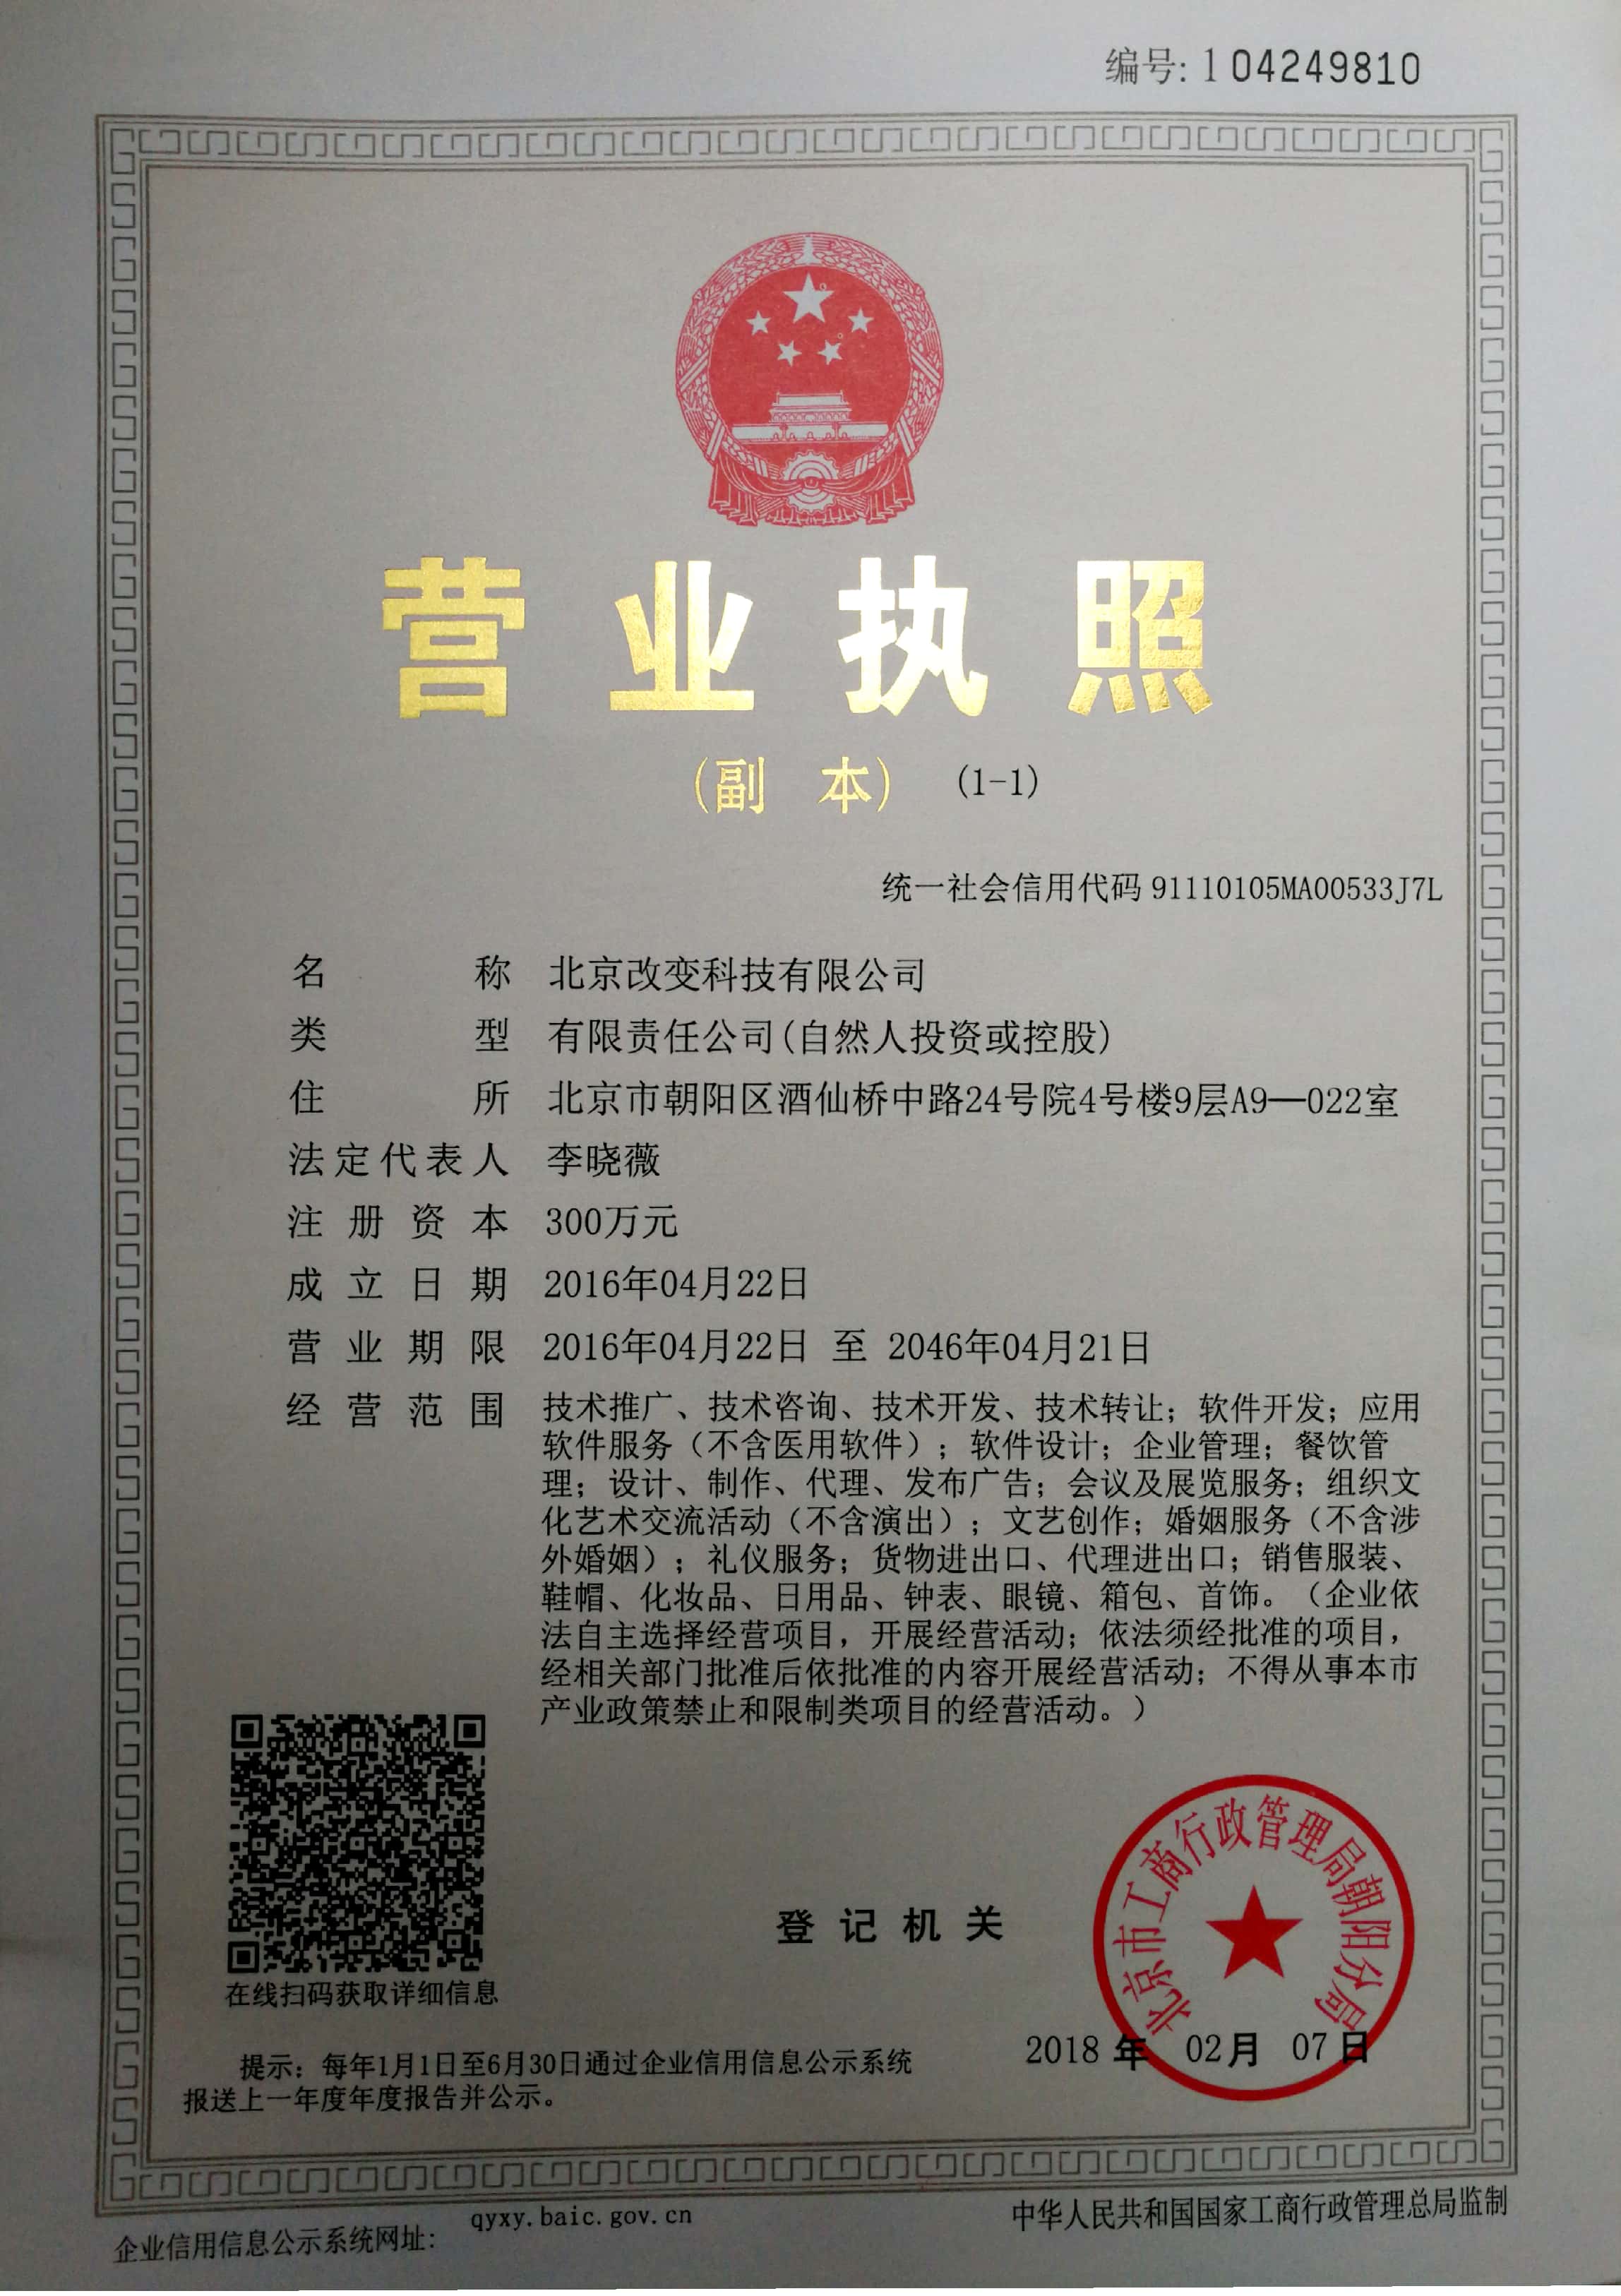 编号: 104249810
营业执照
(副 本) (1-1)
统一社会信用代码 91110105MA00533J7L
名称 北京改变科技有限公司
类型 有限责任公司(自然人投资或控股)
住所 北京市朝阳区酒仙桥中路24号院4号楼9层A9—022室
法定代表人 李晓薇
注册资本 300万元
成立日期 2016年04月22日
营业期限 2016年04月22日 至 2046年04月21日
经营范围 技术推广、技术咨询、技术开发、技术转让；软件开发；应用
软件服务（不含医用软件）；软件设计；企业管理；餐饮管
理；设计、制作、代理、发布广告；会议及展览服务；组织文
化艺术交流活动（不含演出）；文艺创作；婚姻服务（不含涉
外婚姻）；礼仪服务；货物进出口、代理进出口；销售服装、
鞋帽、化妆品、日用品、钟表、眼镜、箱包、首饰。（企业依
法自主选择经营项目，开展经营活动；依法须经批准的项目，
经相关部门批准后依批准的内容开展经营活动；不得从事本市
产业政策禁止和限制类项目的经营活动。）
在线扫码获取详细信息
登记机关
北京市工商行政管理局朝阳分局
2018 年 02月 07日
提示：每年1月1日至6月30日通过企业信用信息公示系统
报送上一年度年度报告并公示。
企业信用信息公示系统网址: qyxy.baic.gov.cn
中华人民共和国国家工商行政管理总局监制